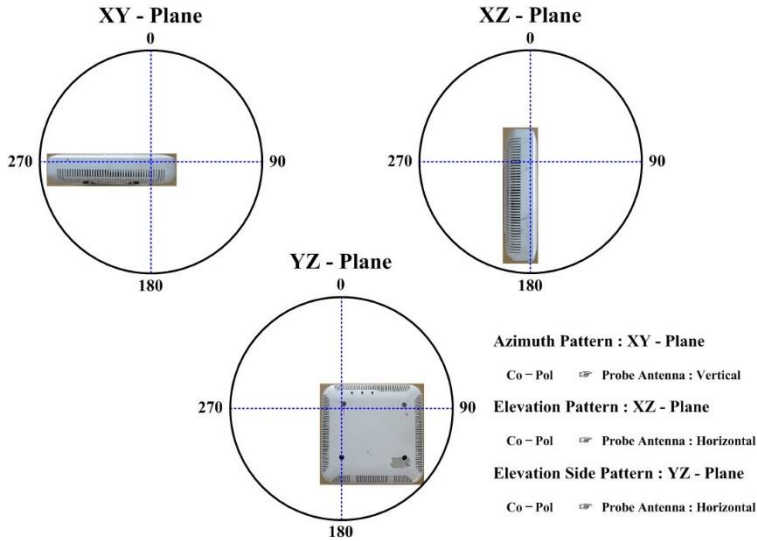 XY - Plane
0
270
90
180
XZ - Plane
0
270
90
180
YZ - Plane
0
270
90
180
Azimuth Pattern : XY - Plane
Co - Pol ☞ Probe Antenna : Vertical
Elevation Pattern : XZ - Plane
Co - Pol ☞ Probe Antenna : Horizontal
Elevation Side Pattern : YZ - Plane
Co - Pol ☞ Probe Antenna : Horizontal